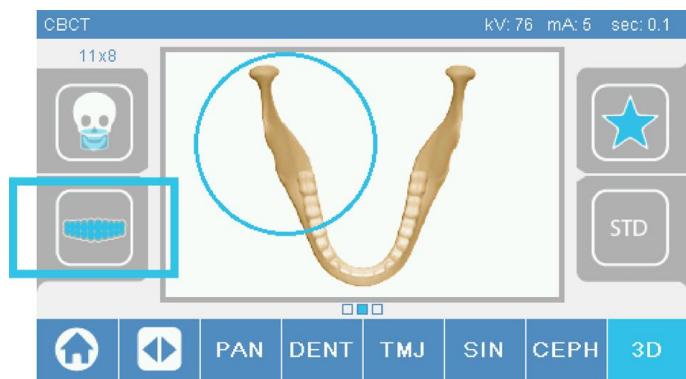 CBCT kV: 76 mA: 5 sec: 0.1
11x8
STD
PAN DENT TMJ SIN CEPH 3D